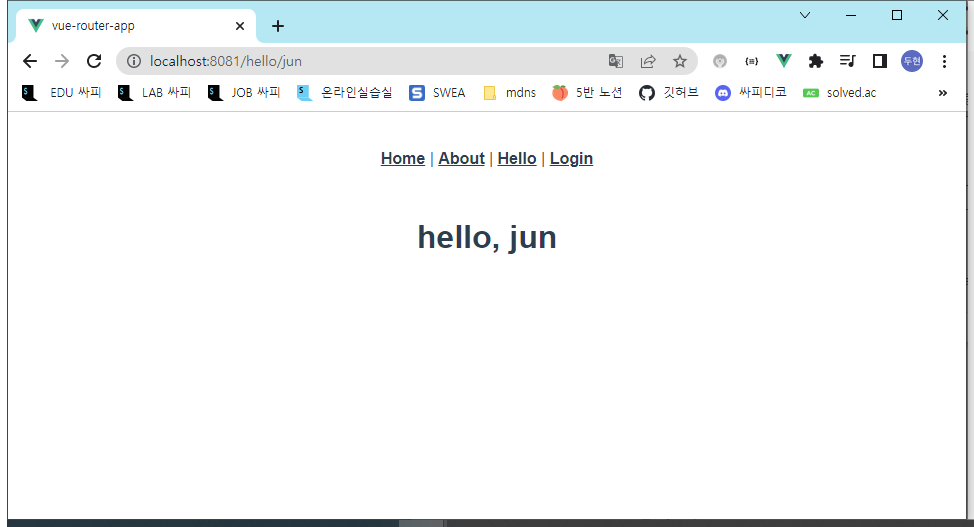 vue-router-app
localhost:8081/hello/jun
두현
EDU 싸피 LAB 싸피 JOB 싸피 온라인실습실 SWEA mdns 5반 노션 깃허브 싸피디코 AC solved.ac »
Home | About | Hello | Login
hello, jun